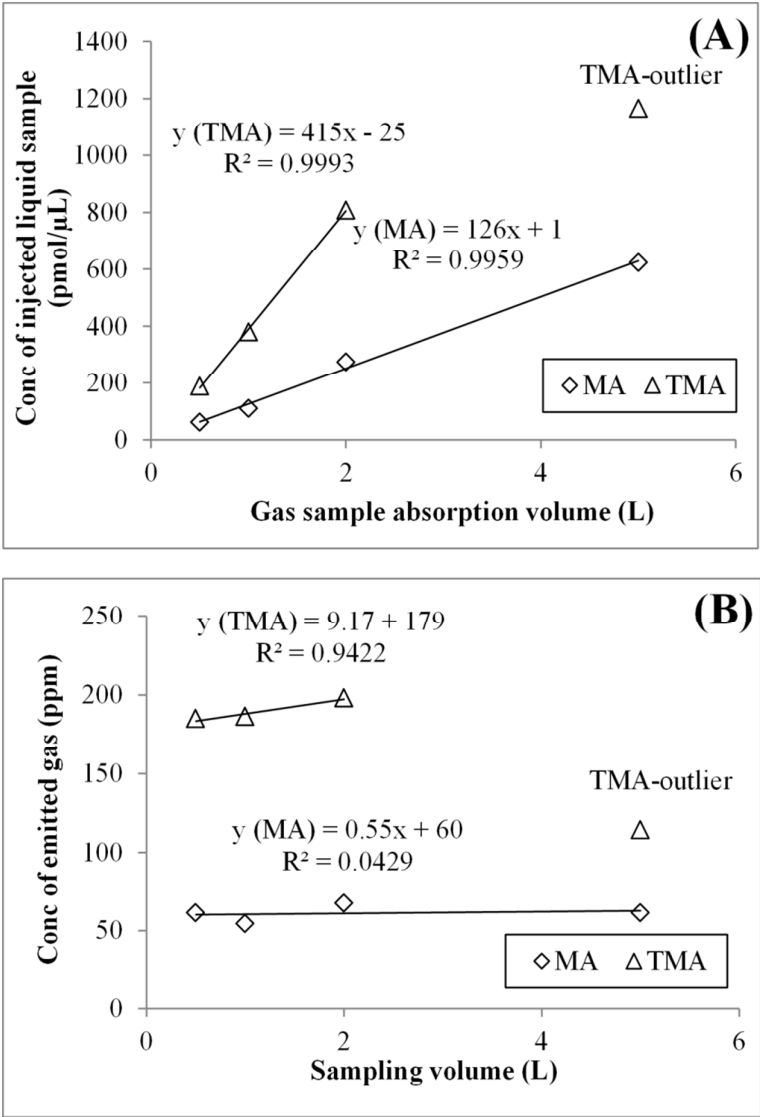 (A)
1400
1200
1000
800
600
400
200
0
TMA-outlier
y (TMA) = 415x - 25
R² = 0.9993
y (MA) = 126x + 1
R² = 0.9959
MA TMA
0 2 4 6
Gas sample absorption volume (L)
Conc of injected liquid sample
(pmol/µL)
(B)
250
200
150
100
50
0
y (TMA) = 9.17 + 179
R² = 0.9422
TMA-outlier
y (MA) = 0.55x + 60
R² = 0.0429
MA TMA
0 2 4 6
Sampling volume (L)
Conc of emitted gas (ppm)